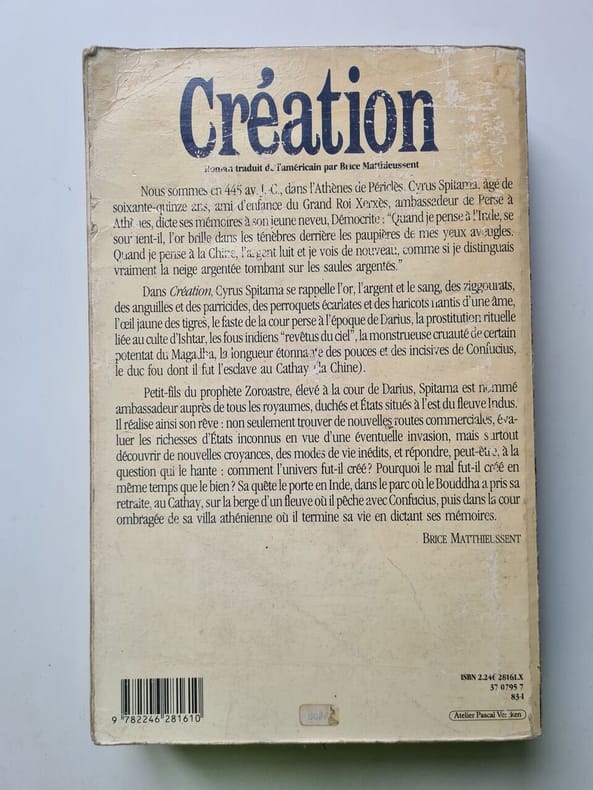 Création
Roman traduit de l'américain par Brice Matthieussent
Nous sommes en 445 av. J.-C., dans l'Athènes de Périclès. Cyrus Spitama, âgé de
soixante-quinze ans, ami d'enfance du Grand Roi Xerxès, ambassadeur de Perse à
Athènes, dicte ses mémoires à son jeune neveu, Démocrite : "Quand je pense à l'Inde, se
souvient-il, l'or brille dans les ténèbres derrière les paupières de mes yeux aveugles.
Quand je pense à la Chine, l'argent luit et je vois de nouveau, comme si je distinguais
vraiment la neige argentée tombant sur les saules argentés."
Dans Création, Cyrus Spitama se rappelle l'or, l'argent et le sang, des ziggourats,
des anguilles et des parricides, des perroquets écarlates et des haricots nantis d'une âme,
l'œil jaune des tigres, le faste de la cour perse à l'époque de Darius, la prostitution rituelle
liée au culte d'Ishtar, les fous indiens "revêtus du ciel", la monstrueuse cruauté de certain
potentat du Magadha, la longueur étonnante des pouces et des incisives de Confucius,
le duc fou dont il fut l'esclave au Cathay (la Chine).
Petit-fils du prophète Zoroastre, élevé à la cour de Darius, Spitama est nommé
ambassadeur auprès de tous les royaumes, duchés et États situés à l'est du fleuve Indus.
Il réalise ainsi son rêve : non seulement trouver de nouvelles routes commerciales, éva-
luer les richesses d'États inconnus en vue d'une éventuelle invasion, mais surtout
découvrir de nouvelles croyances, des modes de vie inédits, et répondre, peut-être, à la
question qui le hante : comment l'univers fut-il créé ? Pourquoi le mal fut-il créé en
même temps que le bien ? Sa quête le porte en Inde, dans le parc où le Bouddha a pris sa
retraite, au Cathay, sur la berge d'un fleuve où il pêche avec Confucius, puis dans la cour
ombragée de sa villa athénienne où il termine sa vie en dictant ses mémoires.
BRICE MATTHIEUSSENT
ISBN 2.246 28161.X
37 0795 7
83-I
9 782246 281610
Atelier Pascal